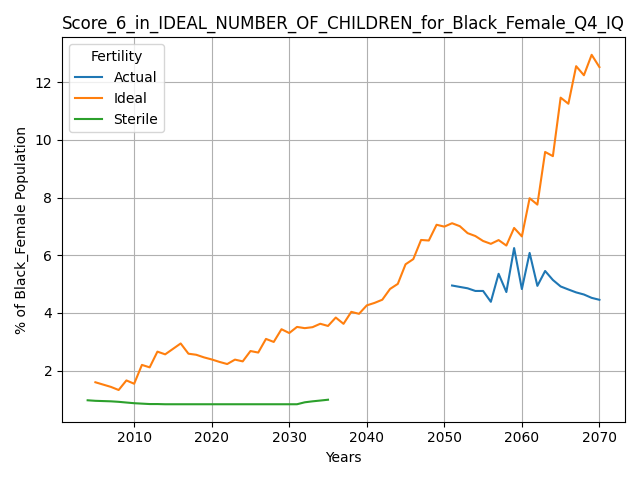 Score_6_in_IDEAL_NUMBER_OF_CHILDREN_for_Black_Female_Q4_IQ
Fertility
Actual
Ideal
Sterile
% of Black_Female Population
12
10
8
6
4
2
2010 2020 2030 2040 2050 2060 2070
Years